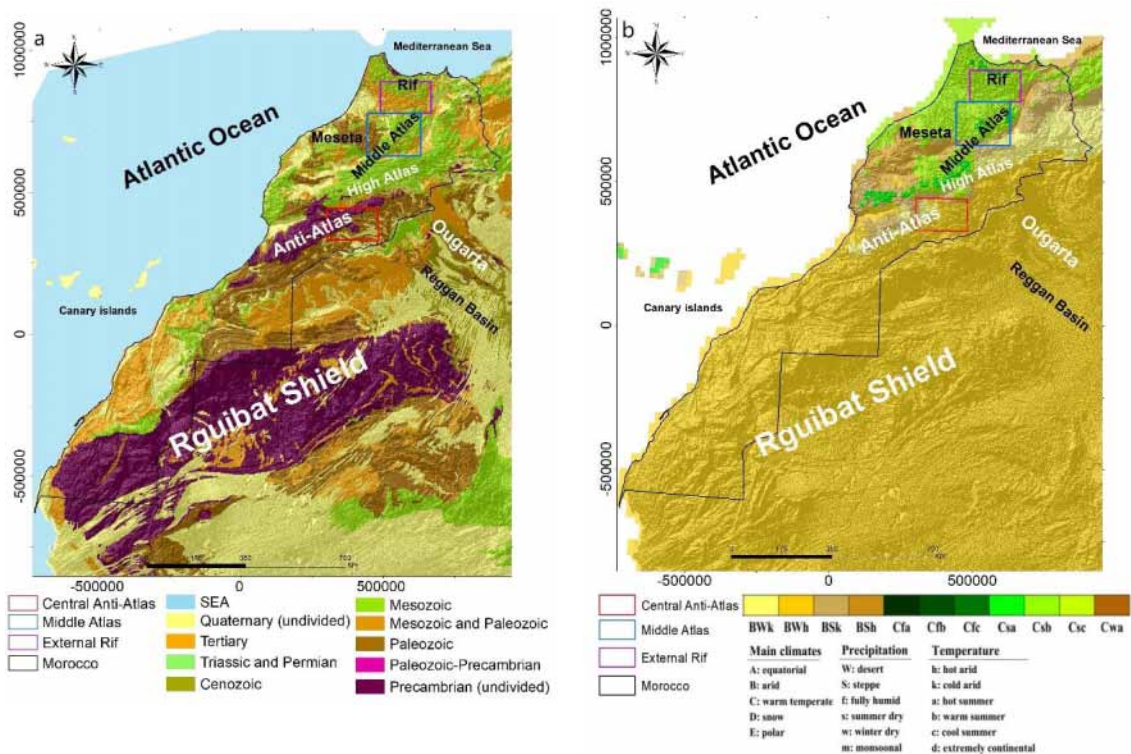 a
Mediterranean Sea
Rif
Atlantic Ocean
Meseta
Middle Atlas
High Atlas
Anti-Atlas
Ougarta
Reggan Basin
Canary islands
Rguibat Shield
1000000
500000
0
-500000
-500000 0 500000
Central Anti-Atlas
Middle Atlas
External Rif
Morocco
SEA
Quaternary (undivided)
Tertiary
Triassic and Permian
Cenozoic
Mesozoic
Mesozoic and Paleozoic
Paleozoic
Paleozoic-Precambrian
Precambrian (undivided)
b
Mediterranean Sea
Rif
Atlantic Ocean
Meseta
Middle Atlas
High Atlas
Anti-Atlas
Ougarta
Reggan Basin
Rguibat Shield
Canary islands
1000000
500000
0
-500000
-500000 0 500000
Central Anti-Atlas
Middle Atlas
External Rif
Morocco
BWk BWh BSk BSh Cfa Cfb Cfc Csa Csb Csc Cwa
Main climates
A: equatorial
B: arid
C: warm temperate
D: snow
E: polar
Precipitation
W: desert
S: steppe
f: fully humid
s: summer dry
w: winter dry
m: monsoonal
Temperature
h: hot arid
k: cold arid
a: hot summer
b: warm summer
c: cool summer
d: extremely continental